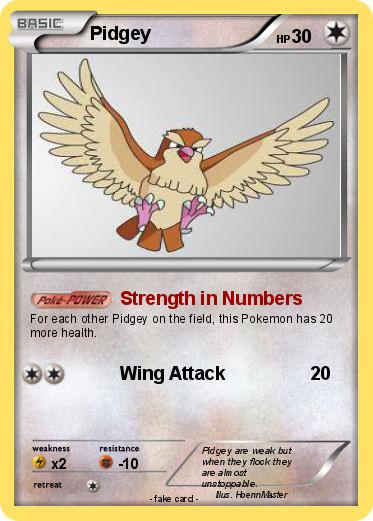 BASIC
Pidgey
HP 30
Poké-POWER Strength in Numbers
For each other Pidgey on the field, this Pokemon has 20
more health.
Wing Attack 20
weakness resistance
x2 -10
retreat
Pidgey are weak but
when they flock they
are almost
unstoppable.
- fake card -
Illus. HoennMaster